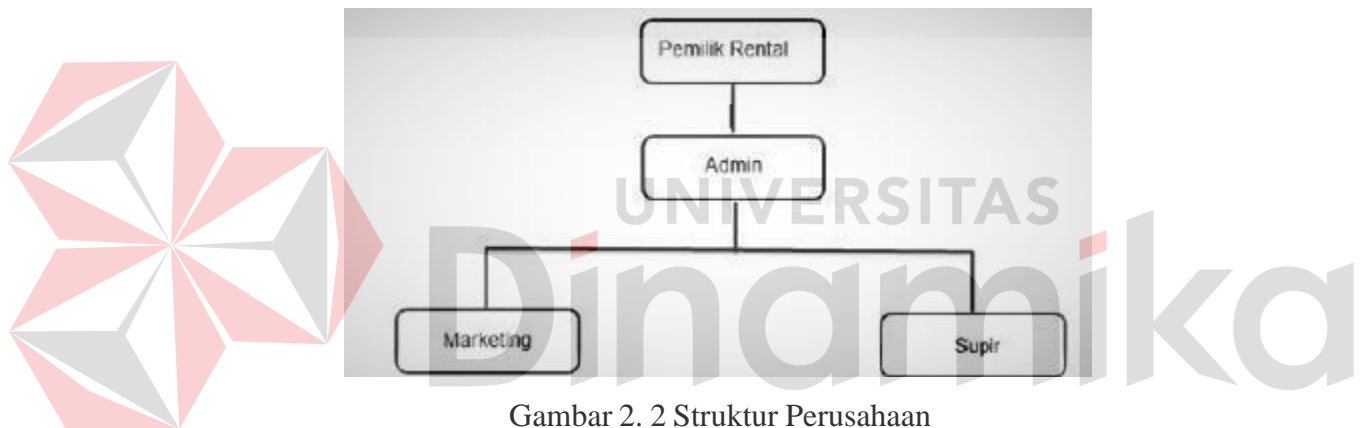 Pemilik Rental
Admin
UNIVERSITAS
Dinamika
Marketing
Supir
Gambar 2. 2 Struktur Perusahaan